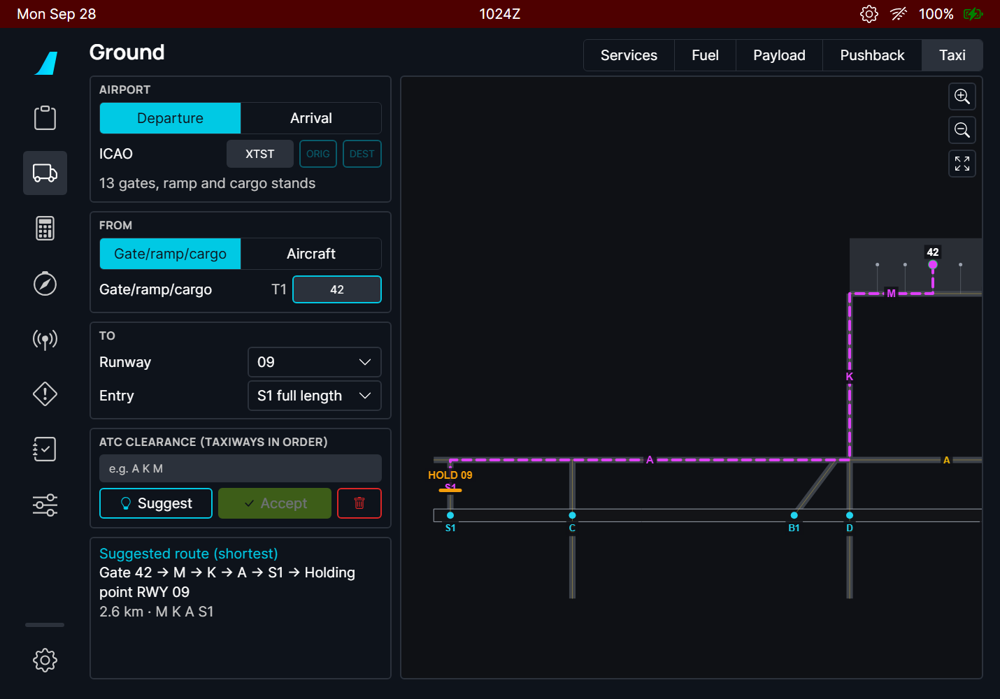 Mon Sep 28
1024Z
100%
Ground
Services
Fuel
Payload
Pushback
Taxi
AIRPORT
Departure
Arrival
ICAO
XTST
ORIG
DEST
13 gates, ramp and cargo stands
FROM
Gate/ramp/cargo
Aircraft
Gate/ramp/cargo
T1
42
TO
Runway
09
Entry
S1 full length
ATC CLEARANCE (TAXIWAYS IN ORDER)
e.g. A K M
Suggest
Accept
Suggested route (shortest)
Gate 42 → M → K → A → S1 → Holding
point RWY 09
2.6 km · M K A S1
42
M
K
A
A
HOLD 09
S1
S1
C
B1
D